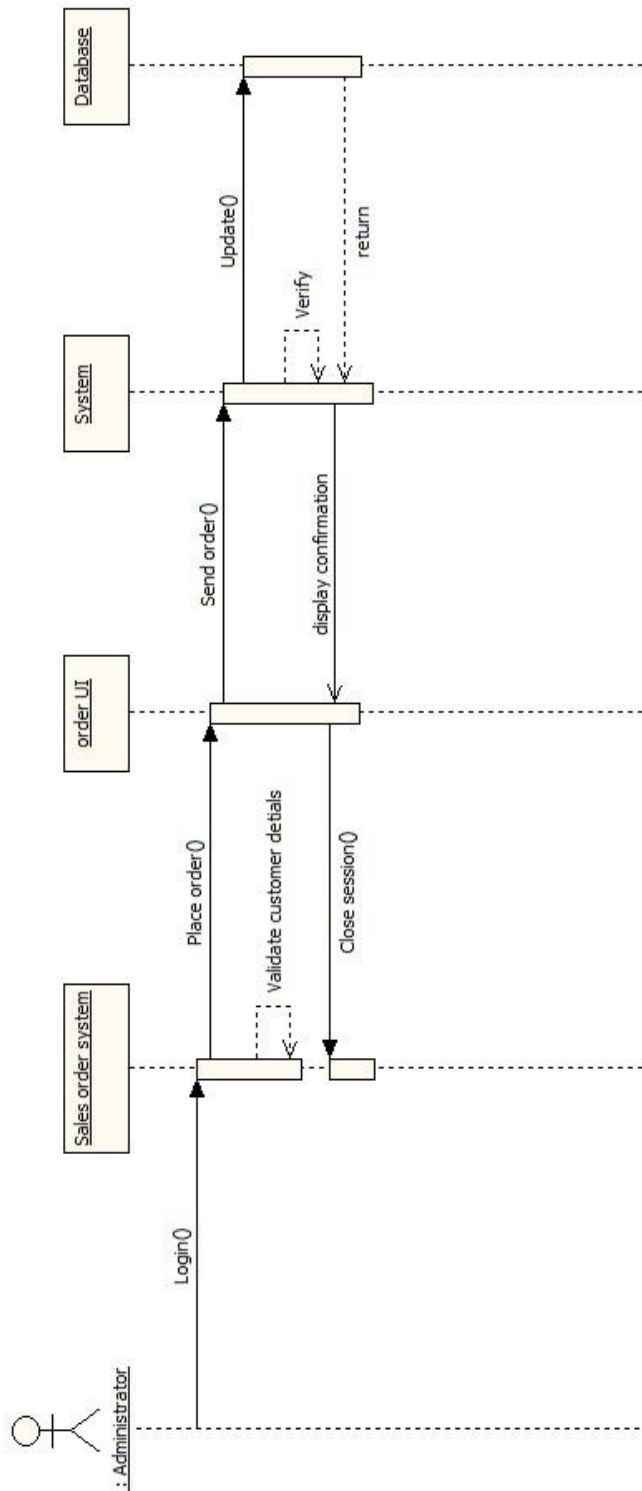 : Administrator
Sales order system
order UI
System
Database
Login()
Place order()
Send order()
Update()
Validate customer detials
Verify
Close session()
display confirmation
return